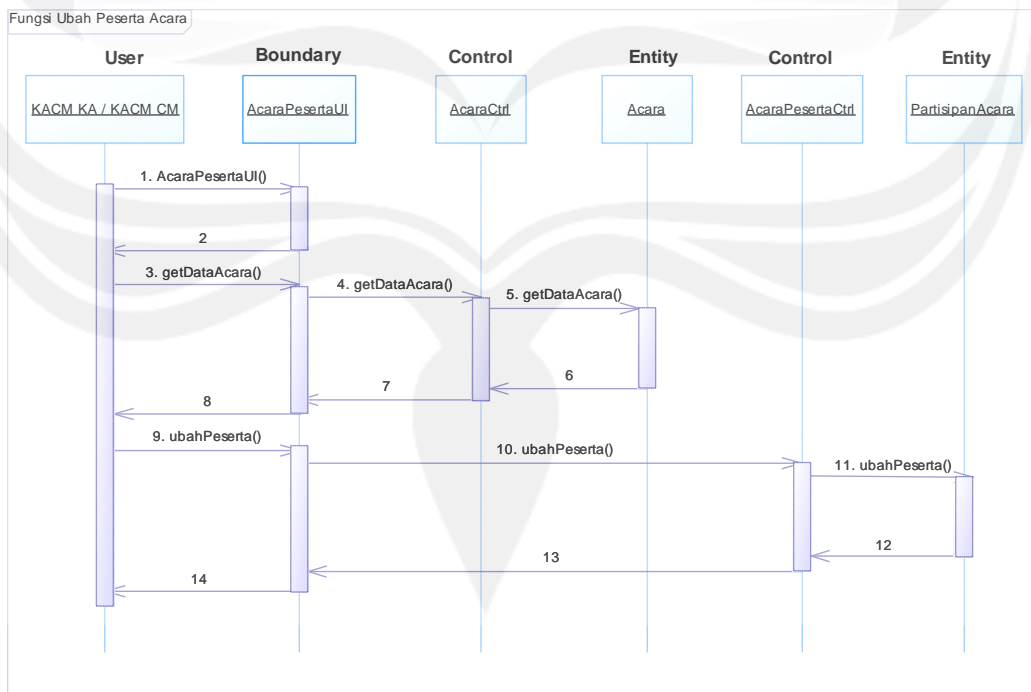 Fungsi Ubah Peserta Acara
User
Boundary
Control
Entity
Control
Entity
KACM KA / KACM CM
AcaraPesertaUI
AcaraCtrl
Acara
AcaraPesertaCtrl
PartisipanAcara
1. AcaraPesertaUI()
2
3. getDataAcara()
4. getDataAcara()
5. getDataAcara()
6
7
8
9. ubahPeserta()
10. ubahPeserta()
11. ubahPeserta()
12
13
14